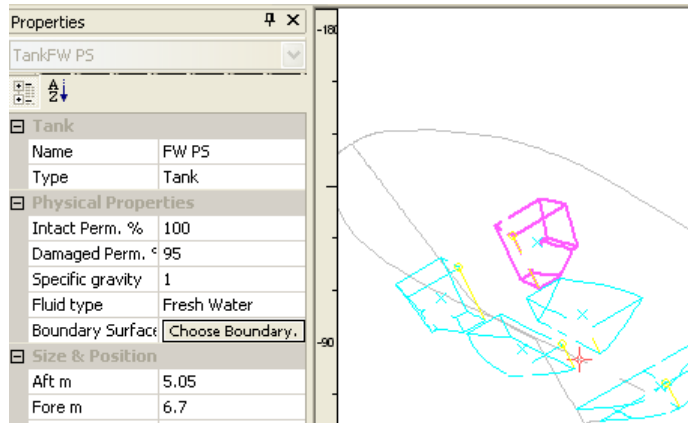 Properties
TankFW PS
A
Z
Tank
Name FW PS
Type Tank
Physical Properties
Intact Perm. % 100
Damaged Perm. 95
Specific gravity 1
Fluid type Fresh Water
Boundary Surface Choose Boundary.
Size & Position
Aft m 5.05
Fore m 6.7
-180
-90